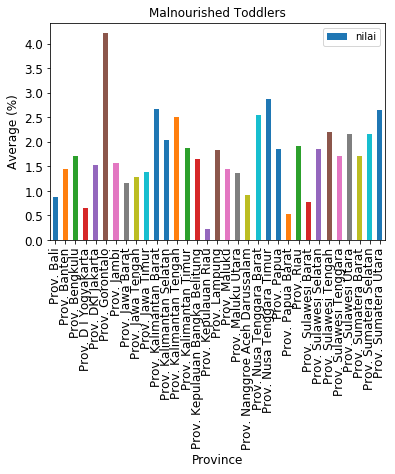 Malnourished Toddlers
nilai
Average (%)
4.0
3.5
3.0
2.5
2.0
1.5
1.0
0.5
0.0
Prov. Bali
Prov. Banten
Prov. Bengkulu
Prov. D I Yogyakarta
Prov. DKI Jakarta
Prov. Gorontalo
Prov. Jambi
Prov. Jawa Barat
Prov. Jawa Tengah
Prov. Jawa Timur
Prov. Kalimantan Barat
Prov. Kalimantan Selatan
Prov. Kalimantan Tengah
Prov. Kalimantan Timur
Prov. Kepulauan Bangka Belitung
Prov. Kepulauan Riau
Prov. Lampung
Prov. Maluku
Prov. Maluku Utara
Prov. Nanggroe Aceh Darussalam
Prov. Nusa Tenggara Barat
Prov. Nusa Tenggara Timur
Prov. Papua
Prov. Papua Barat
Prov. Riau
Prov. Sulawesi Barat
Prov. Sulawesi Selatan
Prov. Sulawesi Tengah
Prov. Sulawesi Tenggara
Prov. Sulawesi Utara
Prov. Sumatera Barat
Prov. Sumatera Selatan
Prov. Sumatera Utara
Province